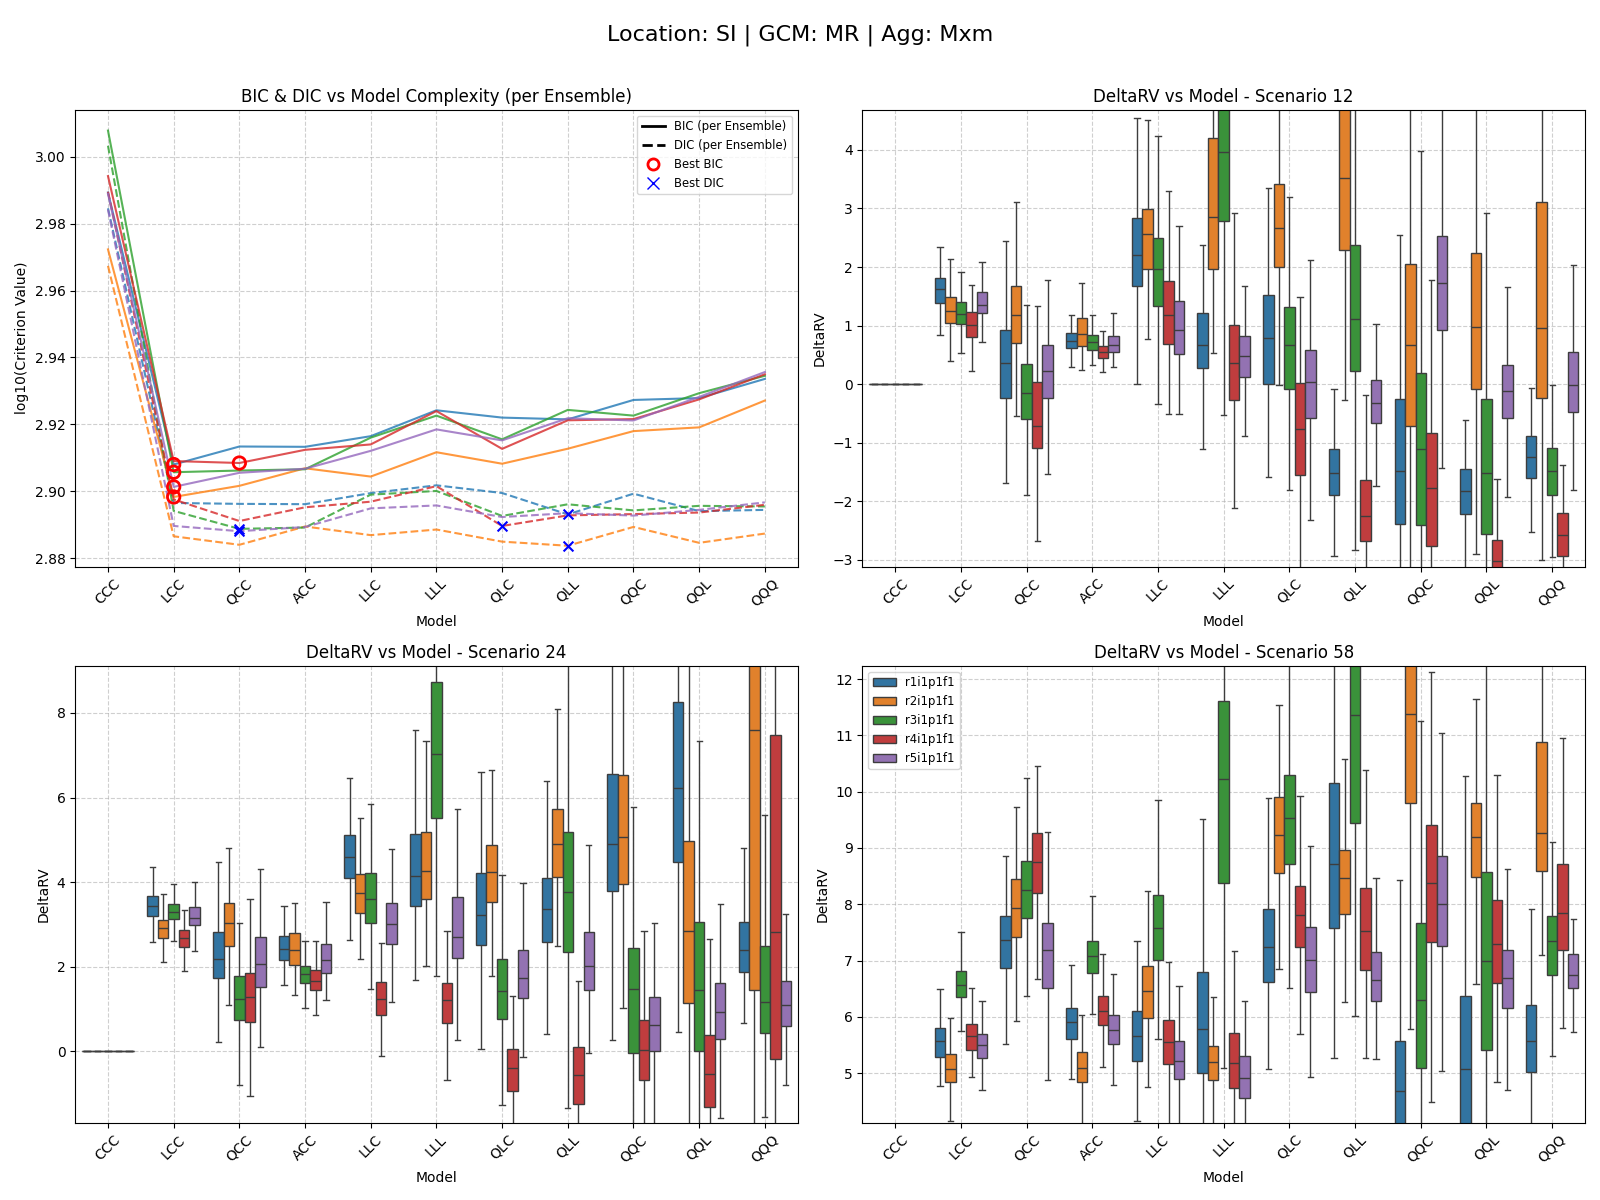 Location: SI | GCM: MR | Agg: Mxm
BIC & DIC vs Model Complexity (per Ensemble)
log10(Criterion Value)
3.00
2.98
2.96
2.94
2.92
2.90
2.88
BIC (per Ensemble)
DIC (per Ensemble)
Best BIC
Best DIC
CCC LCC QCC ACC LLC LLL QLC QLL QQC QQL QQQ
Model
DeltaRV vs Model - Scenario 12
DeltaRV
4
3
2
1
0
−1
−2
−3
CCC LCC QCC ACC LLC LLL QLC QLL QQC QQL QQQ
Model
DeltaRV vs Model - Scenario 24
DeltaRV
8
6
4
2
0
CCC LCC QCC ACC LLC LLL QLC QLL QQC QQL QQQ
Model
DeltaRV vs Model - Scenario 58
DeltaRV
12
11
10
9
8
7
6
5
r1i1p1f1
r2i1p1f1
r3i1p1f1
r4i1p1f1
r5i1p1f1
CCC LCC QCC ACC LLC LLL QLC QLL QQC QQL QQQ
Model